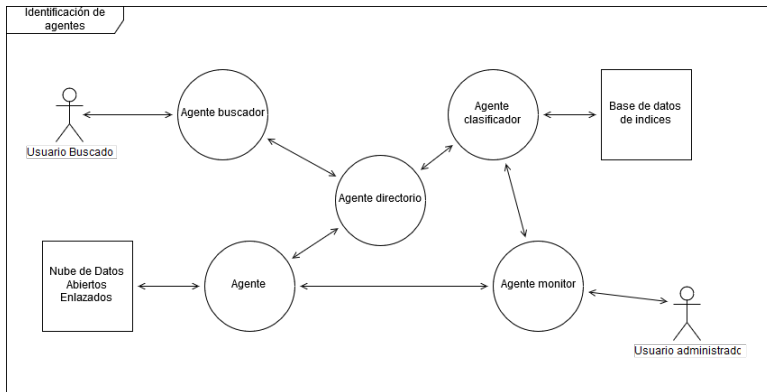 Identificación de
agentes
Agente buscador
Agente
clasificador
Base de datos
de indices
Usuario Buscado
Agente directorio
Nube de Datos
Abiertos
Enlazados
Agente
Agente monitor
Usuario administrado